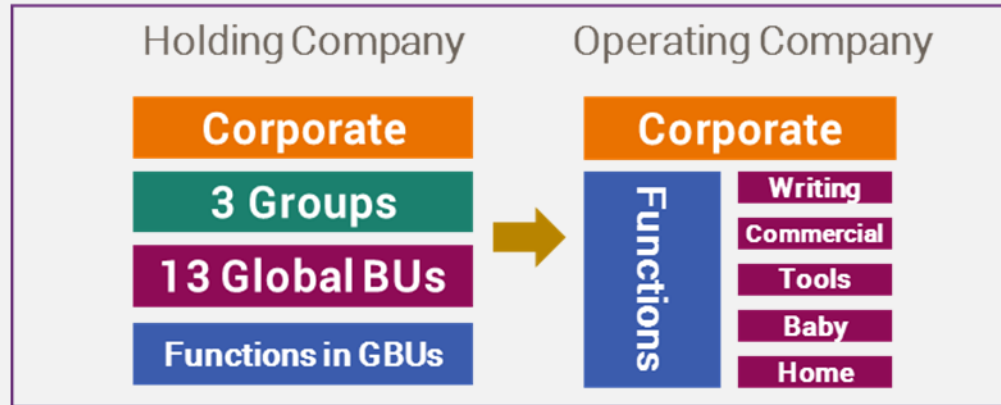 Holding Company
Corporate
3 Groups
13 Global BUs
Functions in GBUs
Operating Company
Corporate
Functions
Writing
Commercial
Tools
Baby
Home